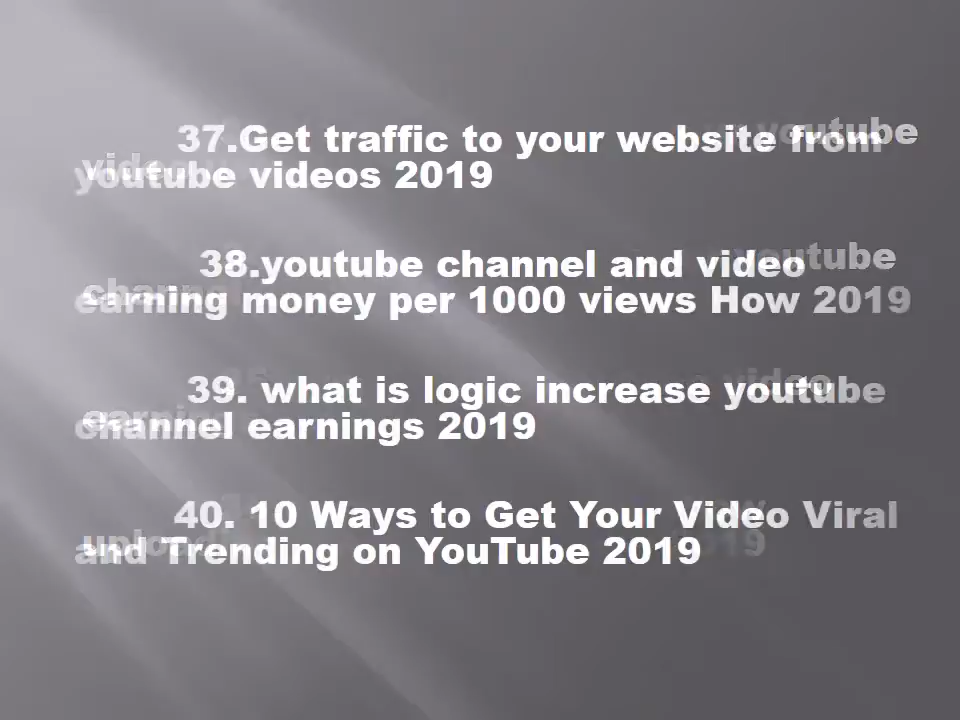 37.Get traffic to your website from
youtube videos 2019
38.youtube channel and video
earning money per 1000 views How 2019
39. what is logic increase youtube
channel earnings 2019
40. 10 Ways to Get Your Video Viral
and Trending on YouTube 2019